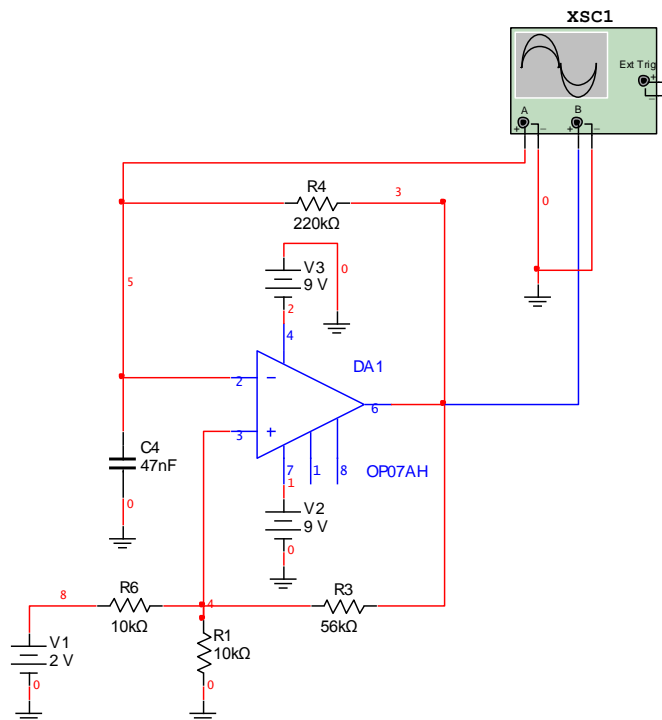 XSC1
Ext Trig
+
A
B
+
−
+
−
−
R4
3
220kΩ
0
V3
9 V
0
5
2
4
DA1
2
−
6
3
+
C4
47nF
7
1
8
OP07AH
1
V2
9 V
0
0
R6
R3
8
4
10kΩ
56kΩ
R1
10kΩ
V1
2 V
0
0